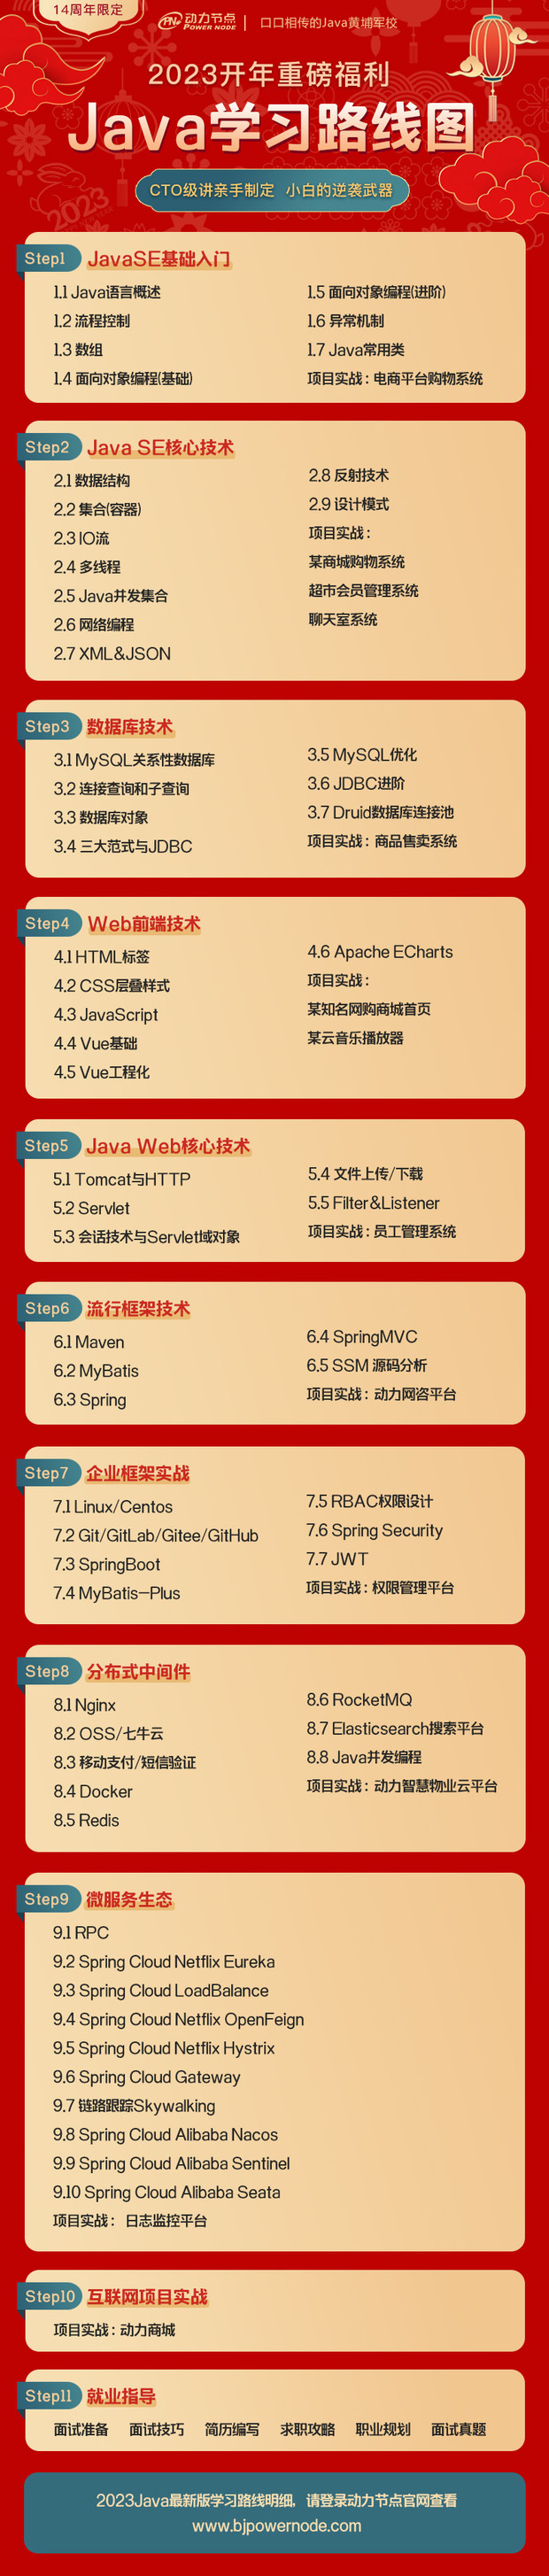 14周年限定
动力节点
POWER NODE
口口相传的Java黄埔军校
2023开年重磅福利
Java学习路线图
CTO级讲亲手制定 小白的逆袭武器
2023
Step1 JavaSE基础入门
1.1 Java语言概述
1.2 流程控制
1.3 数组
1.4 面向对象编程(基础)
1.5 面向对象编程(进阶)
1.6 异常机制
1.7 Java常用类
项目实战：电商平台购物系统
Step2 Java SE核心技术
2.1 数据结构
2.2 集合(容器)
2.3 IO流
2.4 多线程
2.5 Java并发集合
2.6 网络编程
2.7 XML&JSON
2.8 反射技术
2.9 设计模式
项目实战：
某商城购物系统
超市会员管理系统
聊天室系统
Step3 数据库技术
3.1 MySQL关系性数据库
3.2 连接查询和子查询
3.3 数据库对象
3.4 三大范式与JDBC
3.5 MySQL优化
3.6 JDBC进阶
3.7 Druid数据库连接池
项目实战：商品售卖系统
Step4 Web前端技术
4.1 HTML标签
4.2 CSS层叠样式
4.3 JavaScript
4.4 Vue基础
4.5 Vue工程化
4.6 Apache ECharts
项目实战：
某知名网购商城首页
某云音乐播放器
Step5 Java Web核心技术
5.1 Tomcat与HTTP
5.2 Servlet
5.3 会话技术与Servlet域对象
5.4 文件上传/下载
5.5 Filter&Listener
项目实战：员工管理系统
Step6 流行框架技术
6.1 Maven
6.2 MyBatis
6.3 Spring
6.4 SpringMVC
6.5 SSM 源码分析
项目实战：动力网咨平台
Step7 企业框架实战
7.1 Linux/Centos
7.2 Git/GitLab/Gitee/GitHub
7.3 SpringBoot
7.4 MyBatis—Plus
7.5 RBAC权限设计
7.6 Spring Security
7.7 JWT
项目实战：权限管理平台
Step8 分布式中间件
8.1 Nginx
8.2 OSS/七牛云
8.3 移动支付/短信验证
8.4 Docker
8.5 Redis
8.6 RocketMQ
8.7 Elasticsearch搜索平台
8.8 Java并发编程
项目实战：动力智慧物业云平台
Step9 微服务生态
9.1 RPC
9.2 Spring Cloud Netflix Eureka
9.3 Spring Cloud LoadBalance
9.4 Spring Cloud Netflix OpenFeign
9.5 Spring Cloud Netflix Hystrix
9.6 Spring Cloud Gateway
9.7 链路跟踪Skywalking
9.8 Spring Cloud Alibaba Nacos
9.9 Spring Cloud Alibaba Sentinel
9.10 Spring Cloud Alibaba Seata
项目实战： 日志监控平台
Step10 互联网项目实战
项目实战：动力商城
Step11 就业指导
面试准备 面试技巧 简历编写 求职攻略 职业规划 面试真题
2023Java最新版学习路线明细，请登录动力节点官网查看
www.bjpowernode.com